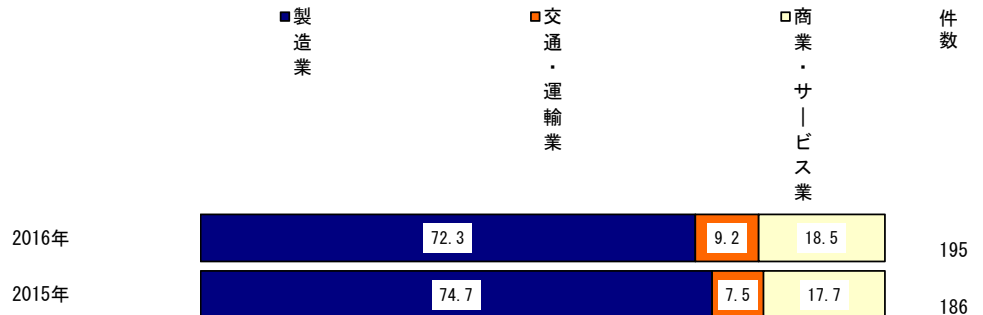 製造業
交通・運輸業
商業・サービス業
件数
2016年 72.3 9.2 18.5 195
2015年 74.7 7.5 17.7 186